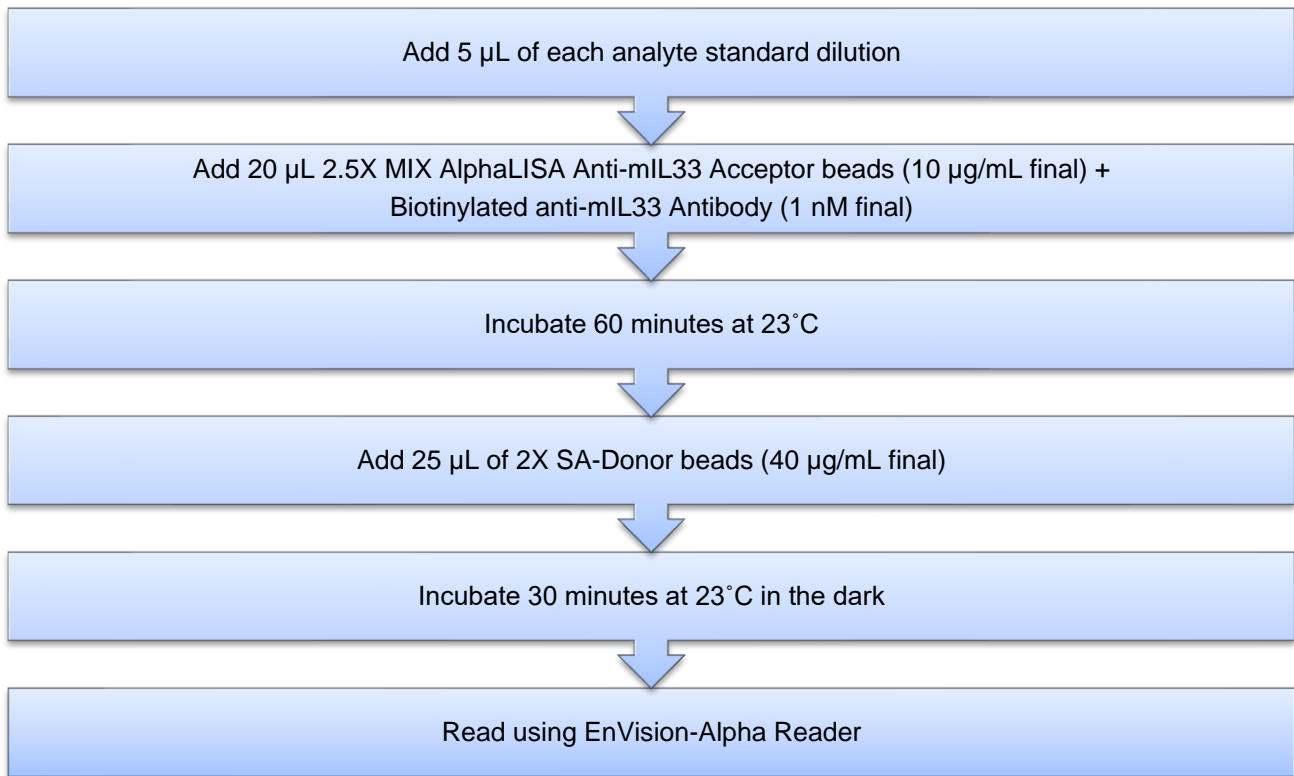 Add 5 µL of each analyte standard dilution
Add 20 µL 2.5X MIX AlphaLISA Anti-mIL33 Acceptor beads (10 µg/mL final) +
Biotinylated anti-mIL33 Antibody (1 nM final)
Incubate 60 minutes at 23˚C
Add 25 µL of 2X SA-Donor beads (40 µg/mL final)
Incubate 30 minutes at 23˚C in the dark
Read using EnVision-Alpha Reader